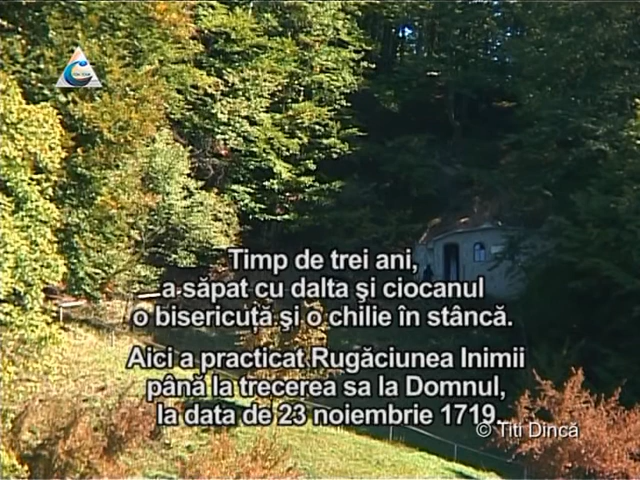 Timp de trei ani,
a săpat cu dalta şi ciocanul
o bisericuţă şi o chilie în stâncă.
Aici a practicat Rugăciunea Inimii
până la trecerea sa la Domnul,
la data de 23 noiembrie 1719.
© Titi Dincă